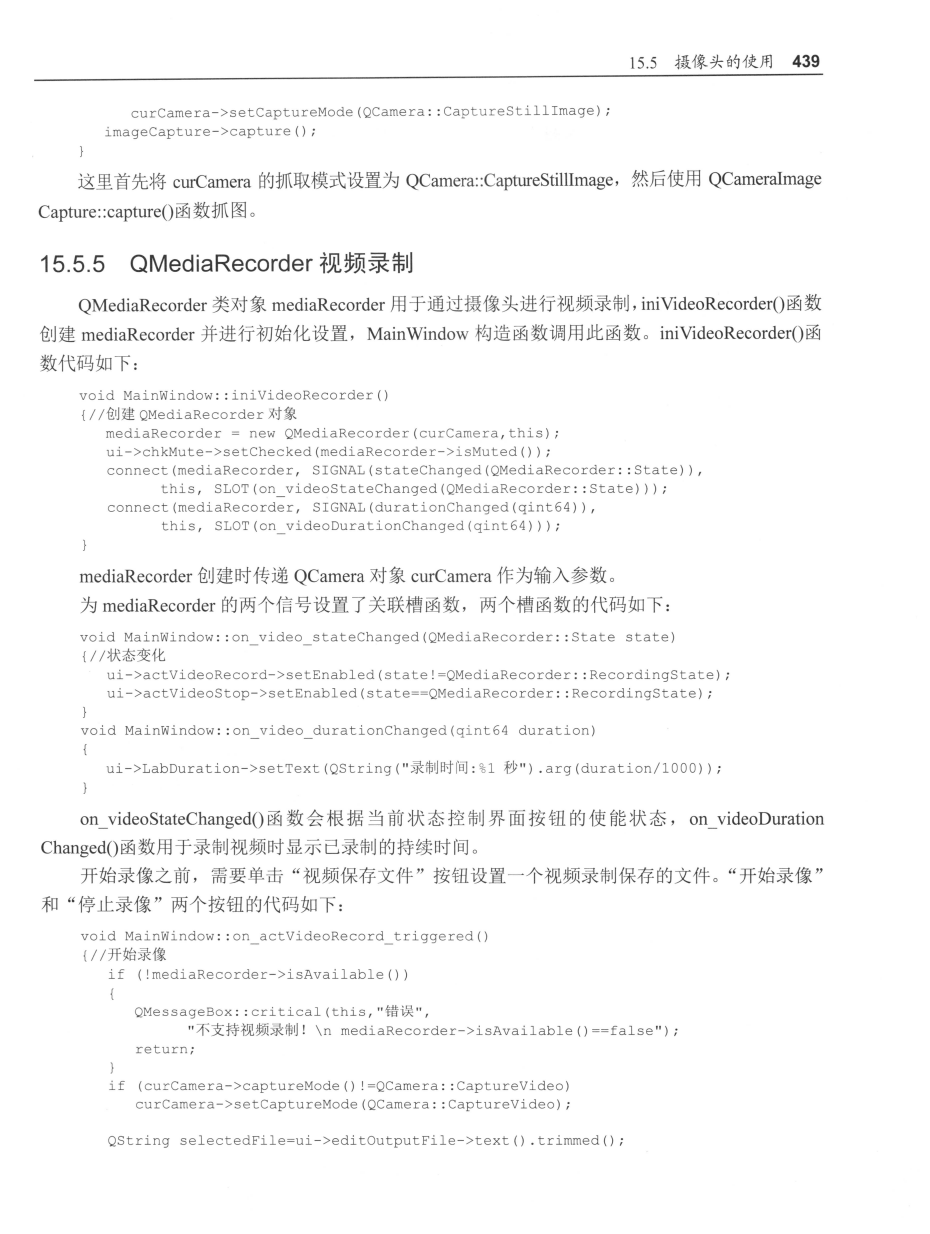 15.5 摄像头的使用 439
curCamera->setCaptureMode(QCamera::CaptureStillImage);
imageCapture->capture();
}
这里首先将 curCamera 的抓取模式设置为 QCamera::CaptureStillImage，然后使用 QCameraImage
Capture::capture()函数抓图。
15.5.5 QMediaRecorder 视频录制
QMediaRecorder 类对象 mediaRecorder 用于通过摄像头进行视频录制，iniVideoRecorder()函数
创建 mediaRecorder 并进行初始化设置，MainWindow 构造函数调用此函数。iniVideoRecorder()函
数代码如下：
void MainWindow::iniVideoRecorder()
{//创建 QMediaRecorder 对象
mediaRecorder = new QMediaRecorder(curCamera,this);
ui->chkMute->setChecked(mediaRecorder->isMuted());
connect(mediaRecorder, SIGNAL(stateChanged(QMediaRecorder::State)),
this, SLOT(on_videoStateChanged(QMediaRecorder::State)));
connect(mediaRecorder, SIGNAL(durationChanged(qint64)),
this, SLOT(on_videoDurationChanged(qint64)));
}
mediaRecorder 创建时传递 QCamera 对象 curCamera 作为输入参数。
为 mediaRecorder 的两个信号设置了关联槽函数，两个槽函数的代码如下：
void MainWindow::on_video_stateChanged(QMediaRecorder::State state)
{//状态变化
ui->actVideoRecord->setEnabled(state!=QMediaRecorder::RecordingState);
ui->actVideoStop->setEnabled(state==QMediaRecorder::RecordingState);
}
void MainWindow::on_video_durationChanged(qint64 duration)
{
ui->LabDuration->setText(QString("录制时间:%1 秒").arg(duration/1000));
}
on_videoStateChanged()函数会根据当前状态控制界面按钮的使能状态，on_videoDuration
Changed()函数用于录制视频时显示已录制的持续时间。
开始录像之前，需要单击“视频保存文件”按钮设置一个视频录制保存的文件。“开始录像”
和“停止录像”两个按钮的代码如下：
void MainWindow::on_actVideoRecord_triggered()
{//开始录像
if (!mediaRecorder->isAvailable())
{
QMessageBox::critical(this,"错误",
"不支持视频录制！\n mediaRecorder->isAvailable()==false");
return;
}
if (curCamera->captureMode()!=QCamera::CaptureVideo)
curCamera->setCaptureMode(QCamera::CaptureVideo);
QString selectedFile=ui->editOutputFile->text().trimmed();